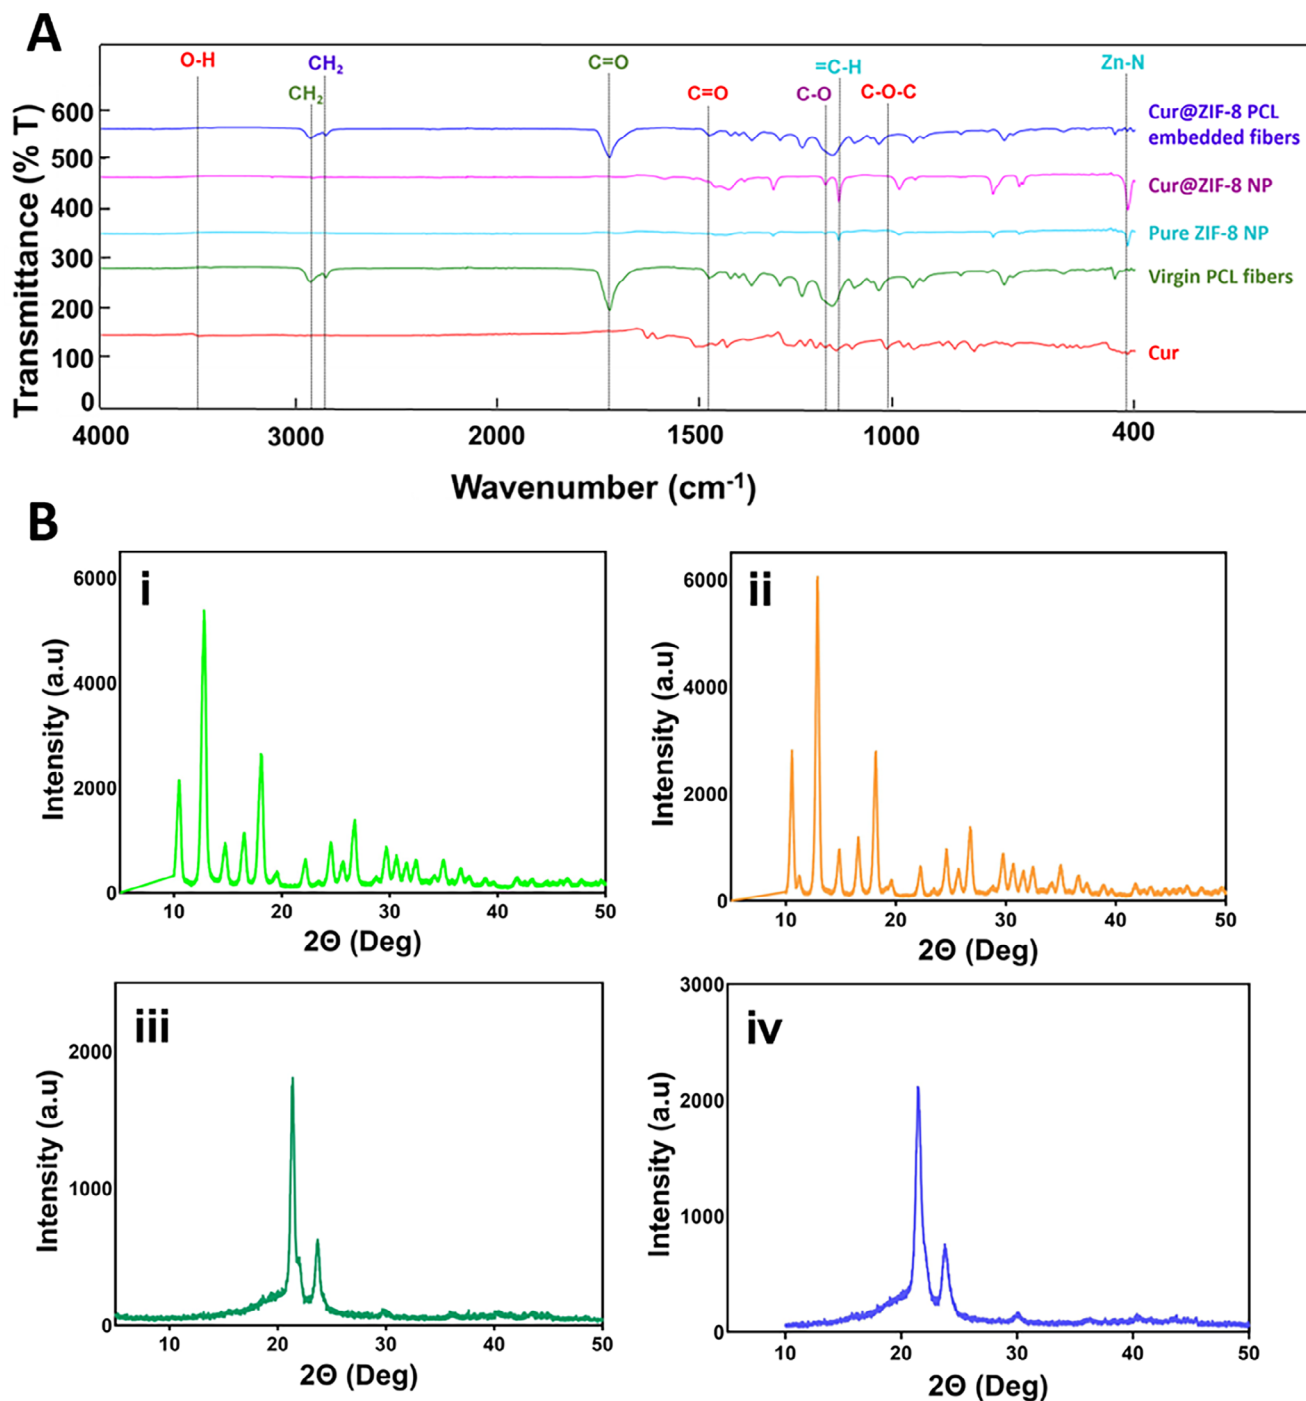 A
O-H
CH2
C=O
=C-H
Zn-N
CH2
C=O
C-O
C-O-C
Transmittance (% T)
600
500
400
300
200
100
0
Cur@ZIF-8 PCL
embedded fibers
Cur@ZIF-8 NP
Pure ZIF-8 NP
Virgin PCL fibers
Cur
4000
3000
2000
1500
1000
400
Wavenumber (cm-1)
B
i
Intensity (a.u)
6000
4000
2000
0
10
20
30
40
50
2Θ (Deg)
ii
Intensity (a.u)
6000
4000
2000
0
10
20
30
40
50
2Θ (Deg)
iii
Intensity (a.u)
2000
1000
0
10
20
30
40
50
2Θ (Deg)
iv
Intensity (a.u)
3000
2000
1000
0
10
20
30
40
50
2Θ (Deg)